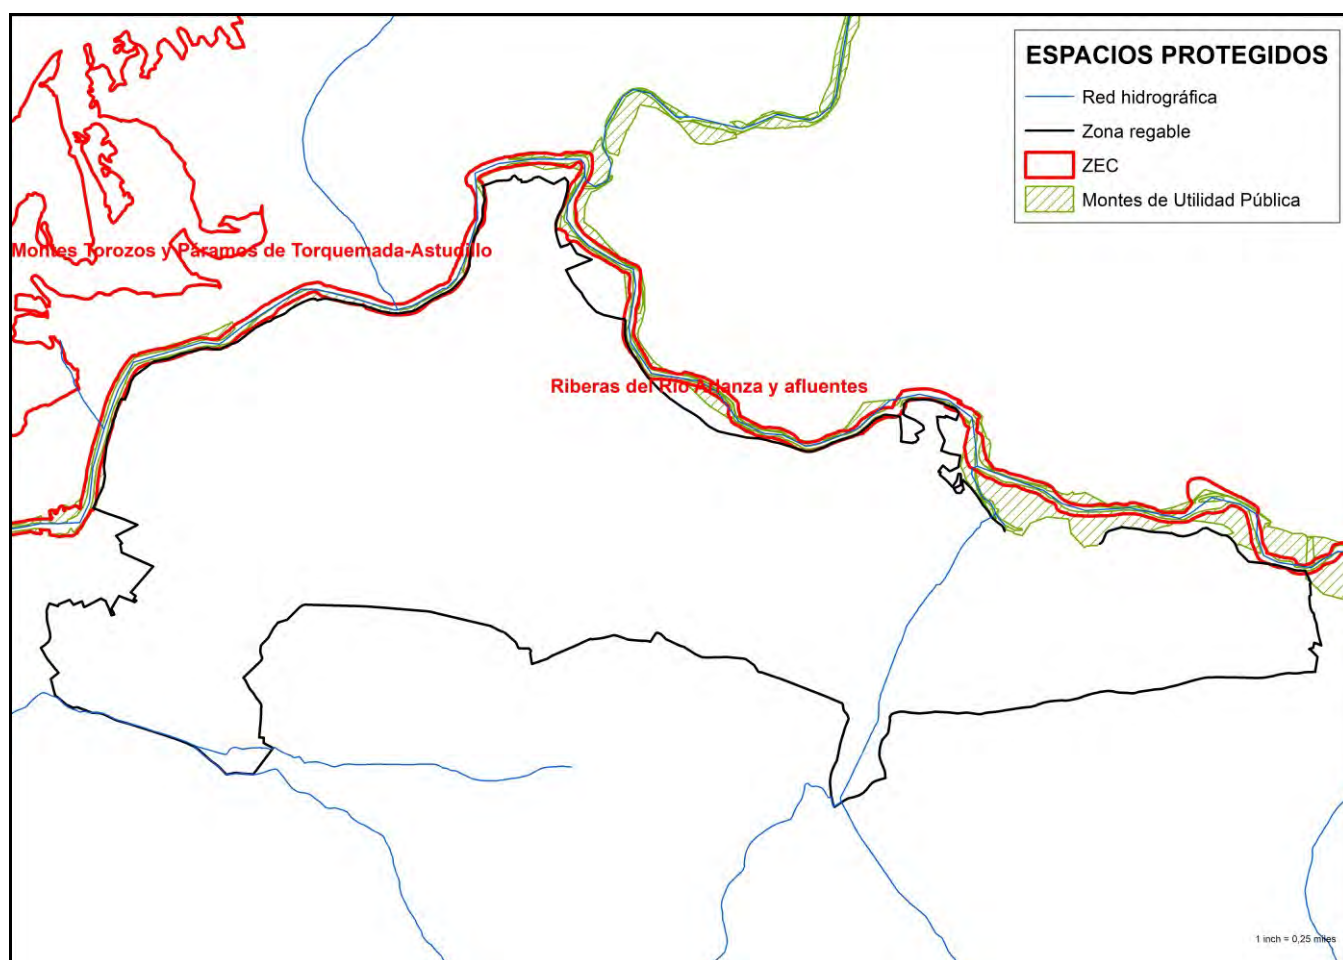 ESPACIOS PROTEGIDOS
Red hidrográfica
Zona regable
ZEC
Montes de Utilidad Pública
Montes Torozos y Páramos de Torquemada-Astudillo
Riberas del Río Arlanza y afluentes
1 inch = 0,25 miles